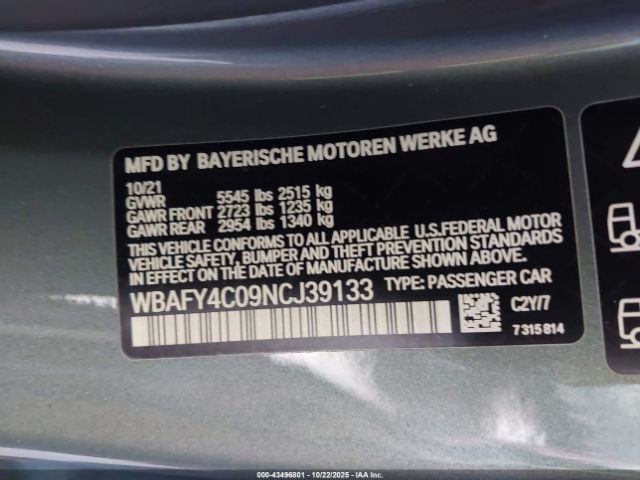 MFD BY BAYERISCHE MOTOREN WERKE AG
10/21
GVWR 5545 lbs 2515 kg
GAWR FRONT 2723 lbs 1235 kg
GAWR REAR 2954 lbs 1340 kg
THIS VEHICLE CONFORMS TO ALL APPLICABLE U.S.FEDERAL MOTOR
VEHICLE SAFETY, BUMPER AND THEFT PREVENTION STANDARDS
IN EFFECT ON THE DATE OF MANUFACTURE SHOWN ABOVE.
WBAFY4C09NCJ39133 TYPE: PASSENGER CAR
C2Y/7
7 315 814
000-43496801 - 10/22/2025 - IAA Inc.